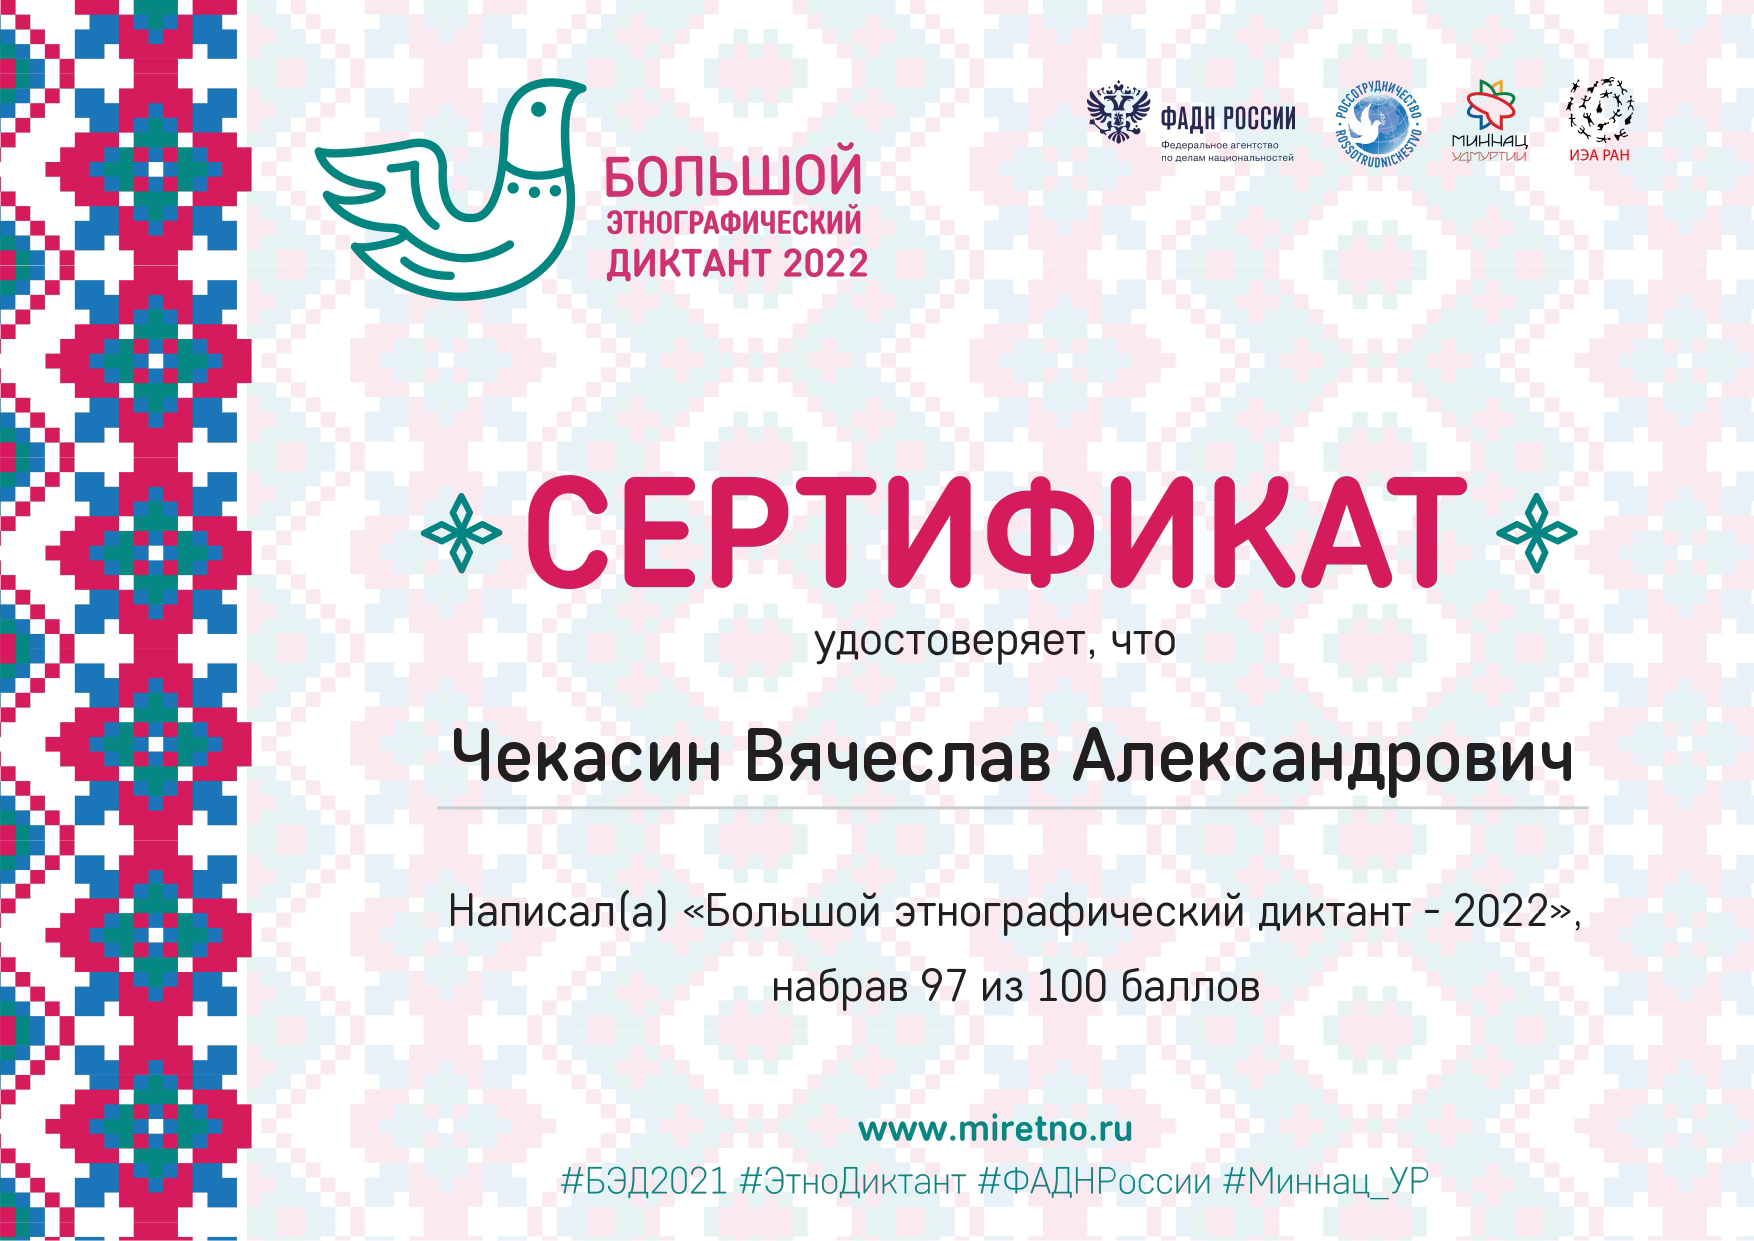 БОЛЬШОЙ
ЭТНОГРАФИЧЕСКИЙ
ДИКТАНТ 2022
ФАДН РОССИИ
Федеральное агентство
по делам национальностей
РОССОТРУДНИЧЕСТВО
ROSSOTRUDNICHESTVO
МИННАЦ
УДМУРТИИ
ИЭА РАН
СЕРТИФИКАТ
удостоверяет, что
Чекасин Вячеслав Александрович
Написал(а) «Большой этнографический диктант - 2022»,
набрав 97 из 100 баллов
www.miretno.ru
#БЭД2021 #ЭтноДиктант #ФАДНРоссии #Миннац_УР